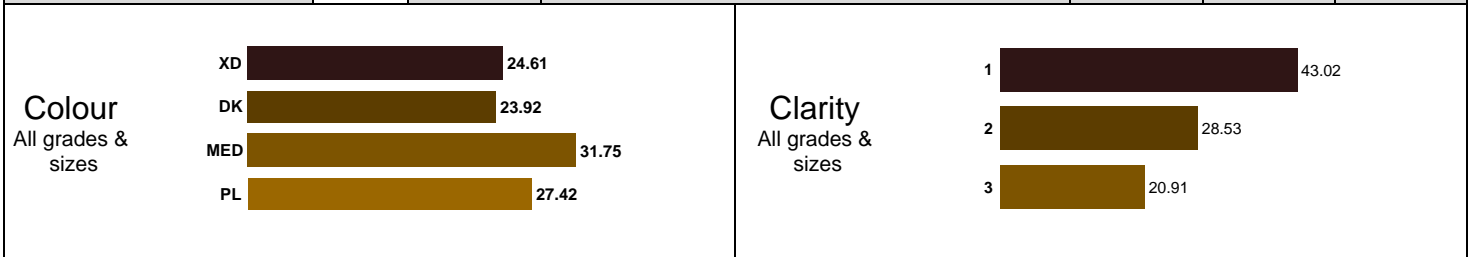 Colour
All grades &
sizes
XD 24.61
DK 23.92
MED 31.75
PL 27.42
Clarity
All grades &
sizes
1 43.02
2 28.53
3 20.91